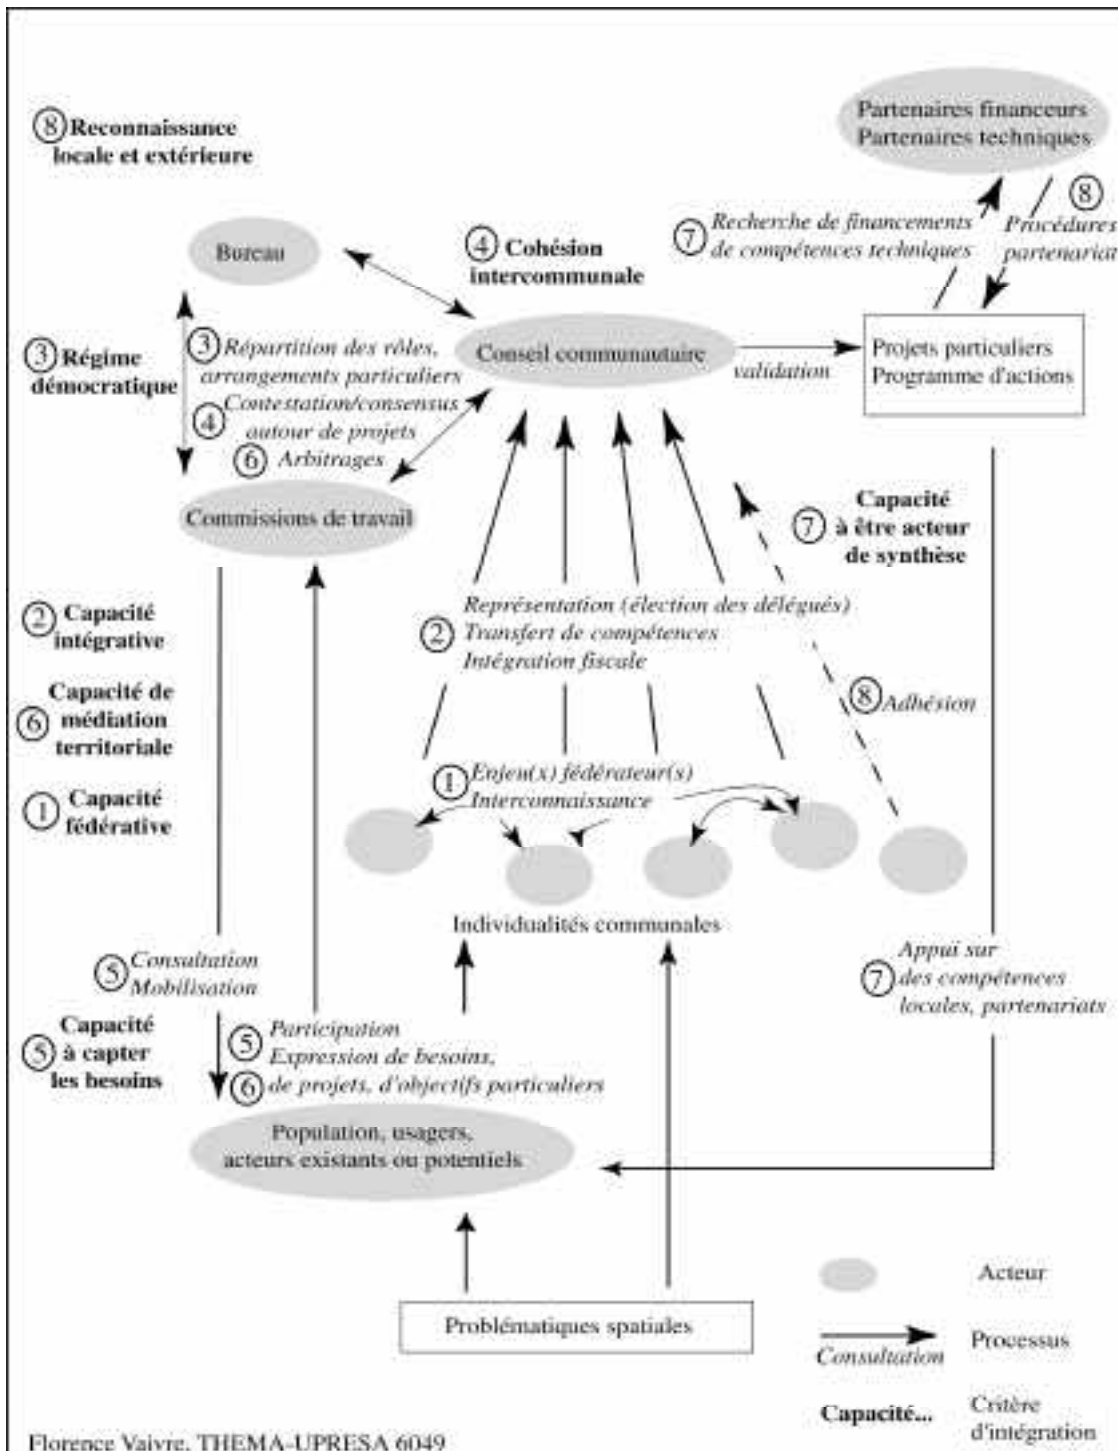 ⑧ Reconnaissance
locale et extérieure
Partenaires financeurs
Partenaires techniques
⑧
Procédures
partenariat
⑦ Recherche de financements
de compétences techniques
Bureau
④ Cohésion
intercommunale
③ Régime
démocratique
③ Répartition des rôles,
arrangements particuliers
④ Contestation/consensus
autour de projets
⑥ Arbitrages
Conseil communautaire
validation
Projets particuliers
Programme d'actions
Commissions de travail
⑦ Capacité
à être acteur
de synthèse
② Capacité
intégrative
② Représentation (élection des délégués)
Transfert de compétences
Intégration fiscale
⑥ Capacité de
médiation
territoriale
⑧ Adhésion
① Capacité
fédérative
① Enjeu(x) fédérateur(s)
Interconnaissance
Individualités communales
⑤ Consultation
Mobilisation
⑦ Appui sur
des compétences
locales, partenariats
⑤ Capacité
à capter
les besoins
⑤ Participation
Expression de besoins,
⑥ de projets, d'objectifs particuliers
Population, usagers,
acteurs existants ou potentiels
Problématiques spatiales
Acteur
Processus
Consultation
Capacité...
Critère
d'intégration
Florence Vaivre, THEMA-UPRESA 6049